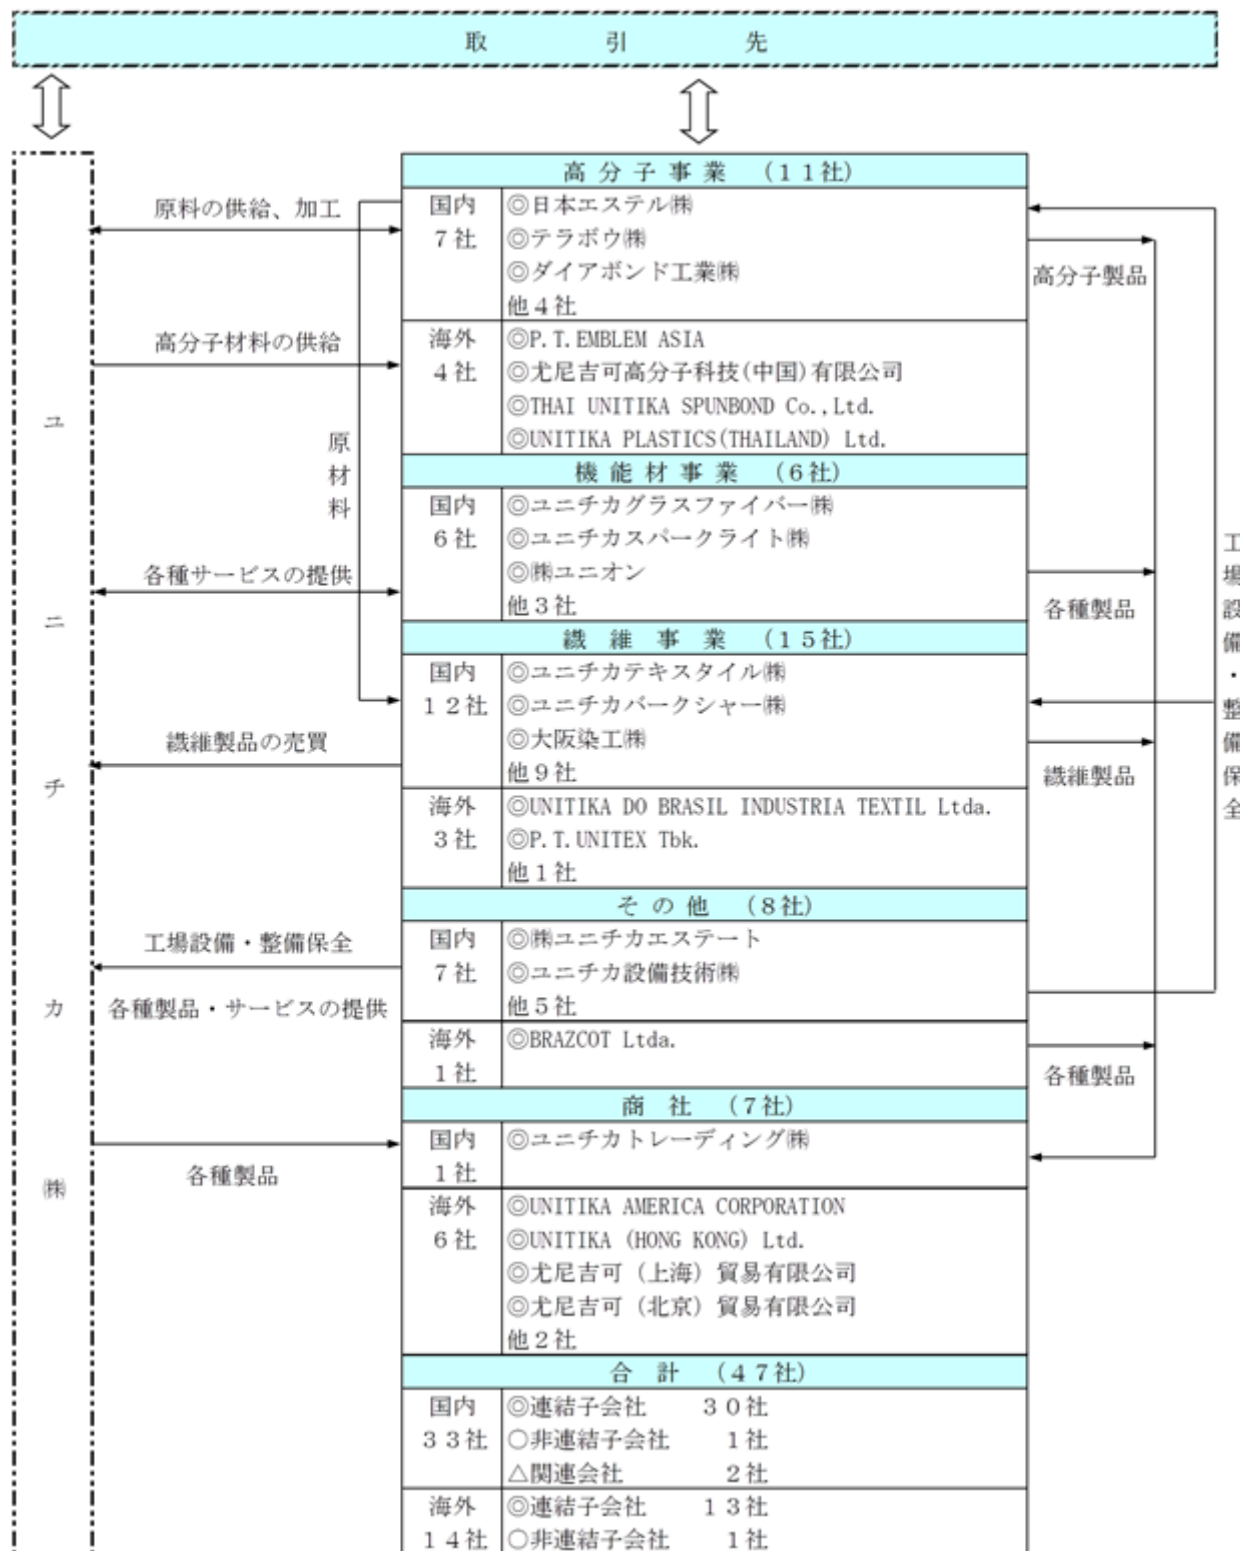 取 引 先
高 分 子 事 業 （１１社）
国内 ◎日本エステル㈱
７社 ◎テラボウ㈱
◎ダイアボンド工業㈱
他４社
海外 ◎P.T.EMBLEM ASIA
４社 ◎尤尼吉可高分子科技(中国)有限公司
◎THAI UNITIKA SPUNBOND Co.,Ltd.
◎UNITIKA PLASTICS(THAILAND) Ltd.
機 能 材 事 業 （６社）
国内 ◎ユニチカグラスファイバー㈱
６社 ◎ユニチカスパークライト㈱
◎㈱ユニオン
他３社
繊 維 事 業 （１５社）
国内 ◎ユニチカテキスタイル㈱
１２社 ◎ユニチカバークシャー㈱
◎大阪染工㈱
他９社
海外 ◎UNITIKA DO BRASIL INDUSTRIA TEXTIL Ltda.
３社 ◎P.T.UNITEX Tbk.
他１社
そ の 他 （８社）
国内 ◎㈱ユニチカエステート
７社 ◎ユニチカ設備技術㈱
他５社
海外 ◎BRAZCOT Ltda.
１社
商 社 （７社）
国内 ◎ユニチカトレーディング㈱
１社
海外 ◎UNITIKA AMERICA CORPORATION
６社 ◎UNITIKA (HONG KONG) Ltd.
◎尤尼吉可（上海）貿易有限公司
◎尤尼吉可（北京）貿易有限公司
他２社
合 計 （４７社）
国内 ◎連結子会社 ３０社
３３社 ○非連結子会社 １社
△関連会社 ２社
海外 ◎連結子会社 １３社
１４社 ○非連結子会社 １社
ユ ニ チ カ ㈱
原料の供給、加工
高分子材料の供給
原材料
各種サービスの提供
繊維製品の売買
工場設備・整備保全
各種製品・サービスの提供
各種製品
高分子製品
各種製品
繊維製品
各種製品
工場設備・整備保全